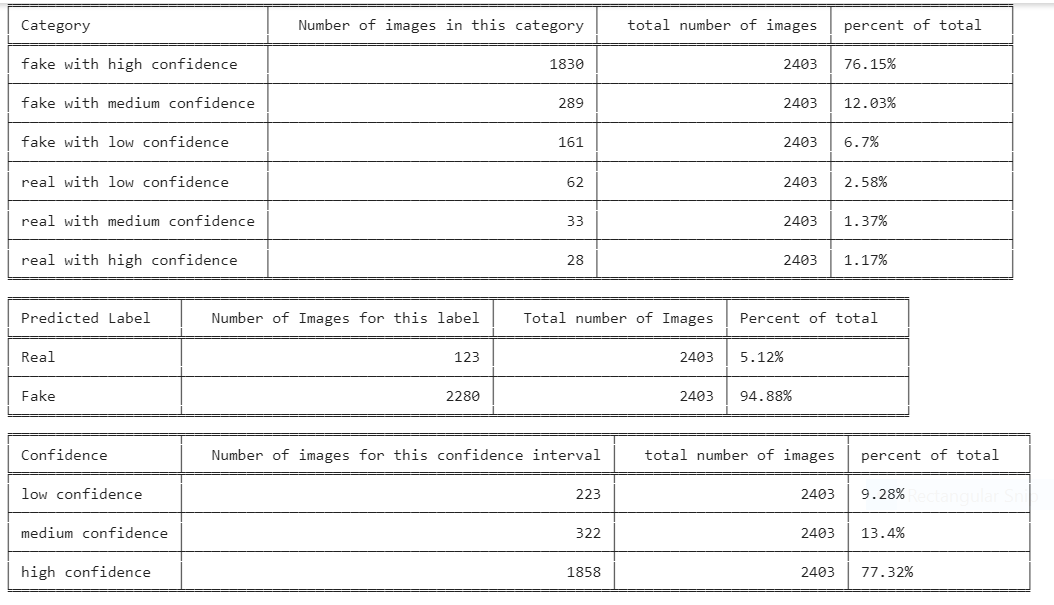 Category Number of images in this category total number of images percent of total
fake with high confidence 1830 2403 76.15%
fake with medium confidence 289 2403 12.03%
fake with low confidence 161 2403 6.7%
real with low confidence 62 2403 2.58%
real with medium confidence 33 2403 1.37%
real with high confidence 28 2403 1.17%
Predicted Label Number of Images for this label Total number of Images Percent of total
Real 123 2403 5.12%
Fake 2280 2403 94.88%
Confidence Number of images for this confidence interval total number of images percent of total
low confidence 223 2403 9.28% Rectangular Snip
medium confidence 322 2403 13.4%
high confidence 1858 2403 77.32%